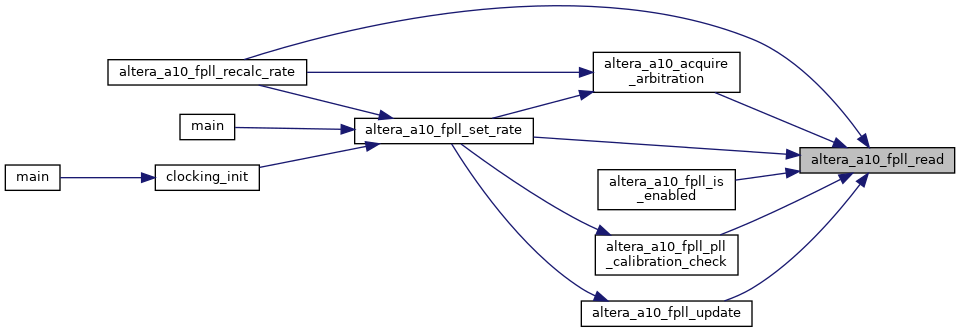 altera_a10_fpll_recalc_rate
altera_a10_acquire
_arbitration
main
altera_a10_fpll_set_rate
altera_a10_fpll_read
main
clocking_init
altera_a10_fpll_is
_enabled
altera_a10_fpll_pll
_calibration_check
altera_a10_fpll_update